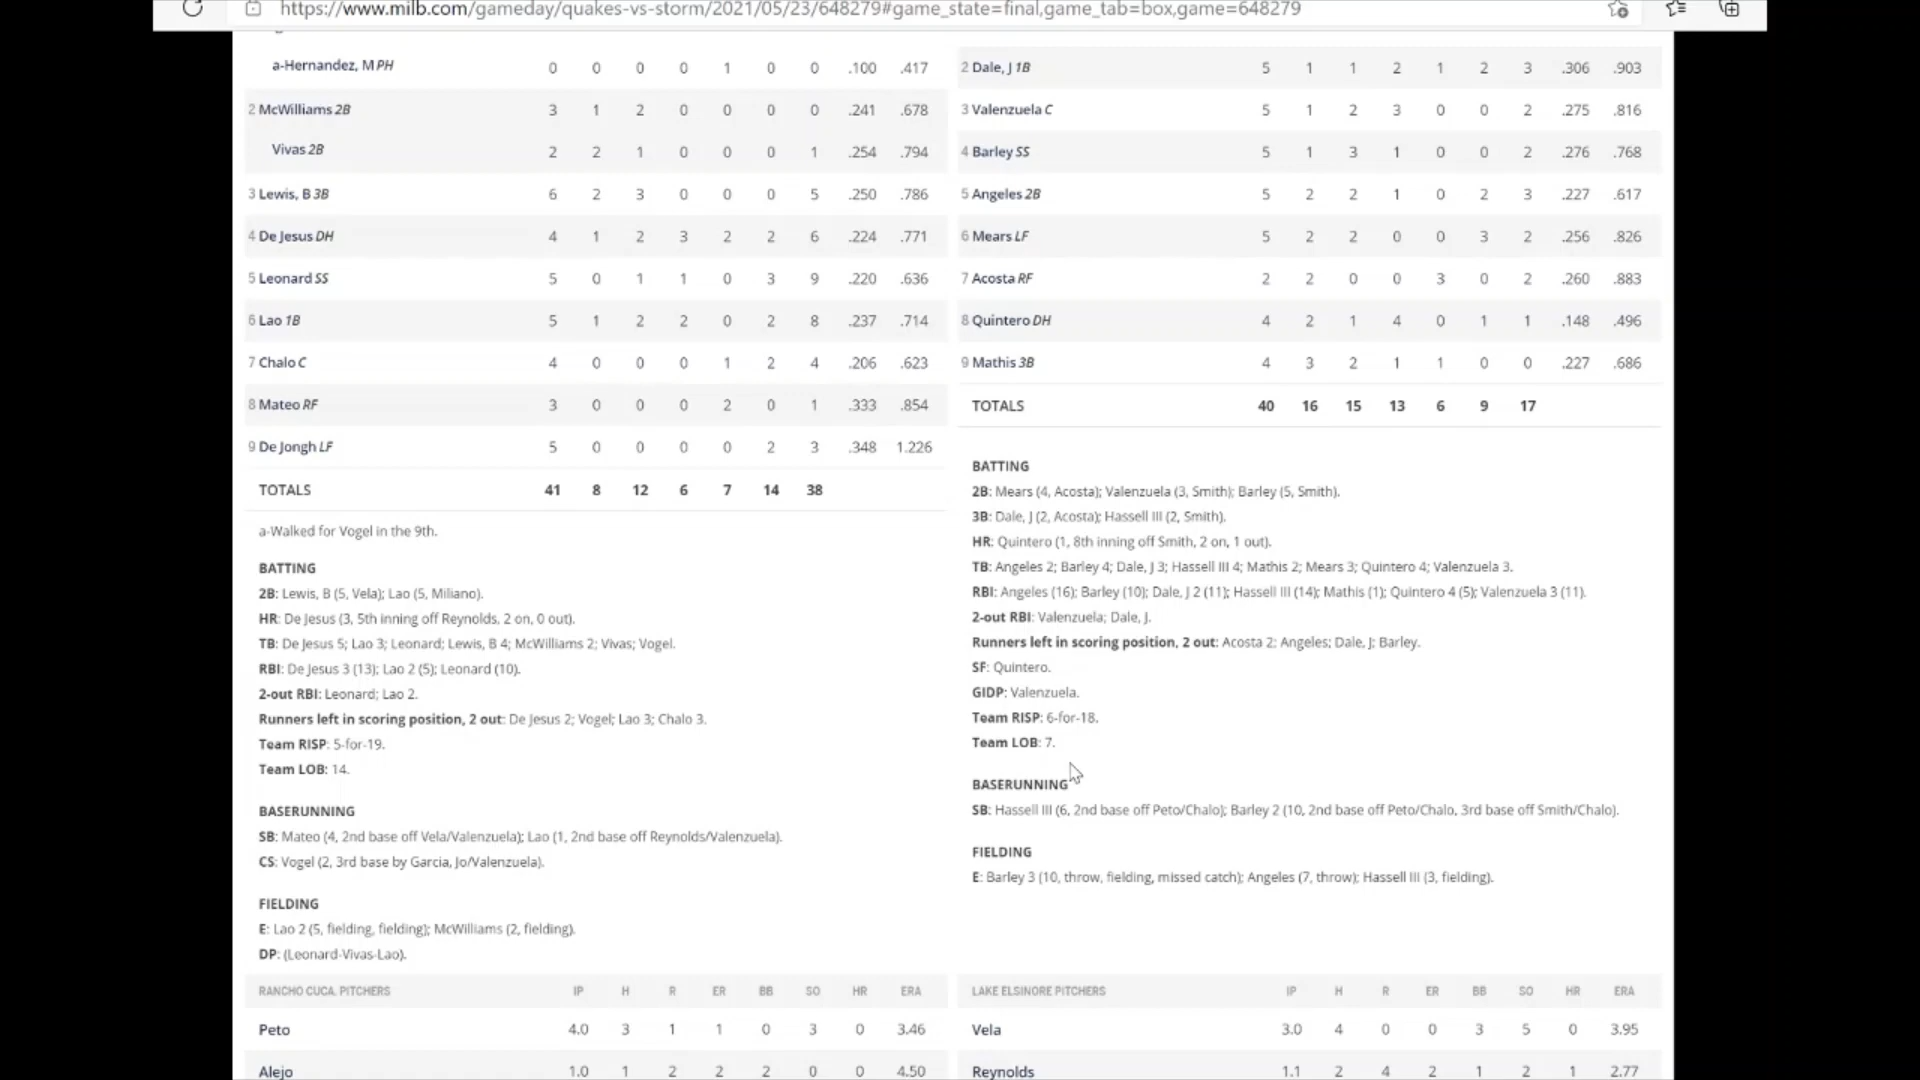 https://www.milb.com/gameday/quakes-vs-storm/2021/05/23/648279#game_state=final,game_tab=box,game=648279
a-Hernandez, M PH 0 0 0 0 1 0 0 .100 .417
2 McWilliams 2B 3 1 2 0 0 0 0 .241 .678
Vivas 2B 2 2 1 0 0 0 1 .254 .794
3 Lewis, B 3B 6 2 3 0 0 0 5 .250 .786
4 De Jesus DH 4 1 2 3 2 2 6 .224 .771
5 Leonard SS 5 0 1 1 0 3 9 .220 .636
6 Lao 1B 5 1 2 2 0 2 8 .237 .714
7 Chalo C 4 0 0 0 1 2 4 .206 .623
8 Mateo RF 3 0 0 0 2 0 1 .333 .854
9 De Jongh LF 5 0 0 0 0 2 3 .348 1.226
TOTALS 41 8 12 6 7 14 38
a-Walked for Vogel in the 9th.
BATTING
2B: Lewis, B (5, Vela); Lao (5, Miliano).
HR: De Jesus (3, 5th inning off Reynolds, 2 on, 0 out).
TB: De Jesus 5; Lao 3; Leonard; Lewis, B 4; McWilliams 2; Vivas; Vogel.
RBI: De Jesus 3 (13); Lao 2 (5); Leonard (10).
2-out RBI: Leonard; Lao 2.
Runners left in scoring position, 2 out: De Jesus 2; Vogel; Lao 3; Chalo 3.
Team RISP: 5-for-19.
Team LOB: 14.
BASERUNNING
SB: Mateo (4, 2nd base off Vela/Valenzuela); Lao (1, 2nd base off Reynolds/Valenzuela).
CS: Vogel (2, 3rd base by Garcia, Jo/Valenzuela).
FIELDING
E: Lao 2 (5, fielding, fielding); McWilliams (2, fielding).
DP: (Leonard-Vivas-Lao).
RANCHO CUCA. PITCHERS IP H R ER BB SO HR ERA
Peto 4.0 3 1 1 0 3 0 3.46
Alejo 1.0 1 2 2 2 0 0 4.50
2 Dale, J 1B 5 1 1 2 1 2 3 .306 .903
3 Valenzuela C 5 1 2 3 0 0 2 .275 .816
4 Barley SS 5 1 3 1 0 0 2 .276 .768
5 Angeles 2B 5 2 2 1 0 2 3 .227 .617
6 Mears LF 5 2 2 0 0 3 2 .256 .826
7 Acosta RF 2 2 0 0 3 0 2 .260 .883
8 Quintero DH 4 2 1 4 0 1 1 .148 .496
9 Mathis 3B 4 3 2 1 1 0 0 .227 .686
TOTALS 40 16 15 13 6 9 17
BATTING
2B: Mears (4, Acosta); Valenzuela (3, Smith); Barley (5, Smith).
3B: Dale, J (2, Acosta); Hassell III (2, Smith).
HR: Quintero (1, 8th inning off Smith, 2 on, 1 out).
TB: Angeles 2; Barley 4; Dale, J 3; Hassell III 4; Mathis 2; Mears 3; Quintero 4; Valenzuela 3.
RBI: Angeles (16); Barley (10); Dale, J 2 (11); Hassell III (14); Mathis (1); Quintero 4 (5); Valenzuela 3 (11).
2-out RBI: Valenzuela; Dale, J.
Runners left in scoring position, 2 out: Acosta 2; Angeles; Dale, J; Barley.
SF: Quintero.
GIDP: Valenzuela.
Team RISP: 6-for-18.
Team LOB: 7.
BASERUNNING
SB: Hassell III (6, 2nd base off Peto/Chalo); Barley 2 (10, 2nd base off Peto/Chalo, 3rd base off Smith/Chalo).
FIELDING
E: Barley 3 (10, throw, fielding, missed catch); Angeles (7, throw); Hassell III (3, fielding).
LAKE ELSINORE PITCHERS IP H R ER BB SO HR ERA
Vela 3.0 4 0 0 3 5 0 3.95
Reynolds 1.1 2 4 2 1 2 1 2.77